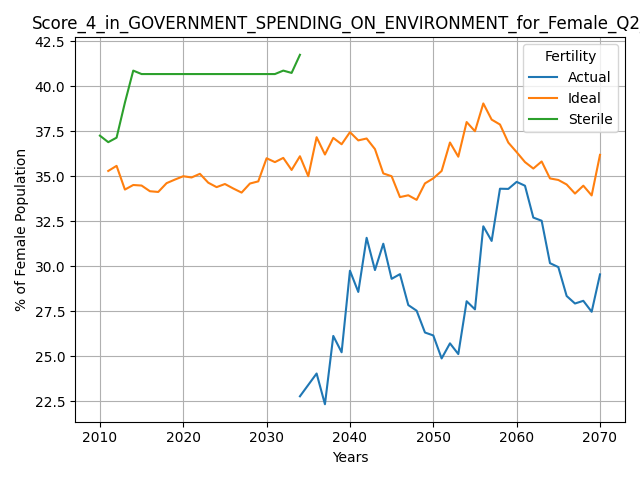 Score_4_in_GOVERNMENT_SPENDING_ON_ENVIRONMENT_for_Female_Q2
42.5
40.0
37.5
35.0
32.5
30.0
27.5
25.0
22.5
% of Female Population
Fertility
Actual
Ideal
Sterile
2010 2020 2030 2040 2050 2060 2070
Years